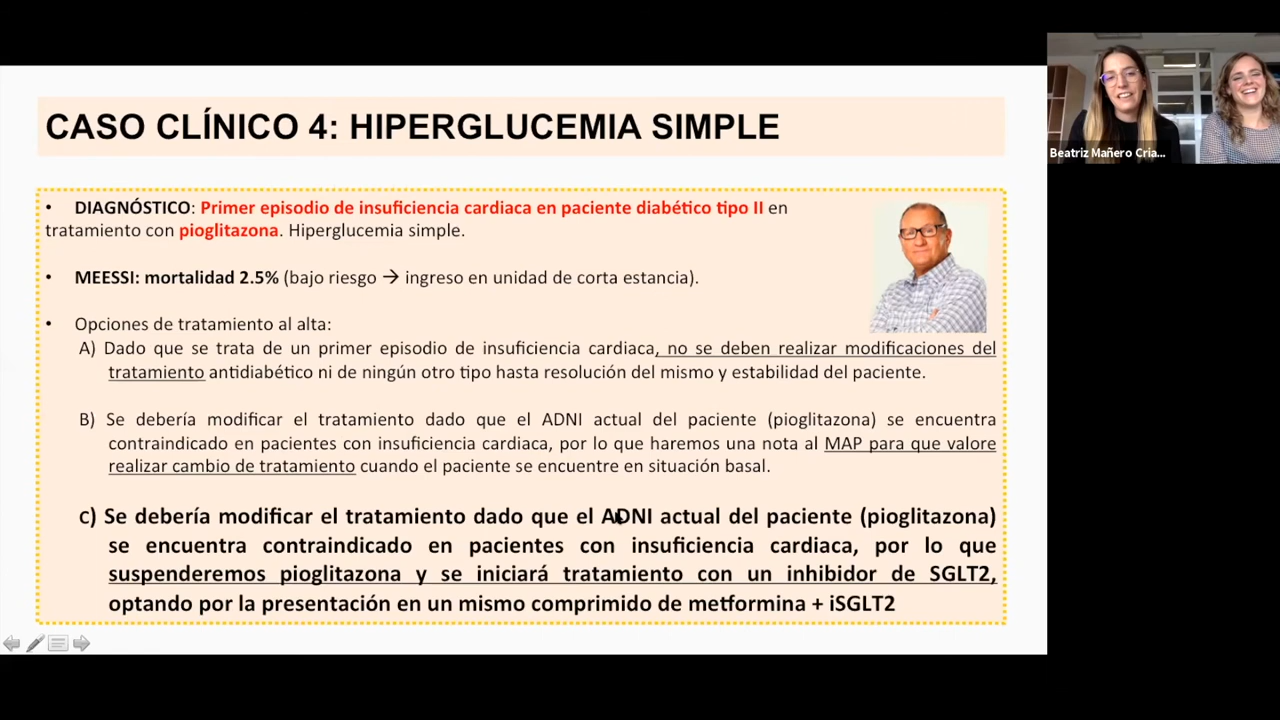 CASO CLÍNICO 4: HIPERGLUCEMIA SIMPLE
Beatriz Mañero Cria...
• DIAGNÓSTICO: Primer episodio de insuficiencia cardiaca en paciente diabético tipo II en
tratamiento con pioglitazona. Hiperglucemia simple.
• MEESSI: mortalidad 2.5% (bajo riesgo → ingreso en unidad de corta estancia).
• Opciones de tratamiento al alta:
A) Dado que se trata de un primer episodio de insuficiencia cardiaca, no se deben realizar modificaciones del
tratamiento antidiabético ni de ningún otro tipo hasta resolución del mismo y estabilidad del paciente.
B) Se debería modificar el tratamiento dado que el ADNI actual del paciente (pioglitazona) se encuentra
contraindicado en pacientes con insuficiencia cardiaca, por lo que haremos una nota al MAP para que valore
realizar cambio de tratamiento cuando el paciente se encuentre en situación basal.
C) Se debería modificar el tratamiento dado que el ADNI actual del paciente (pioglitazona)
se encuentra contraindicado en pacientes con insuficiencia cardiaca, por lo que
suspenderemos pioglitazona y se iniciará tratamiento con un inhibidor de SGLT2,
optando por la presentación en un mismo comprimido de metformina + iSGLT2